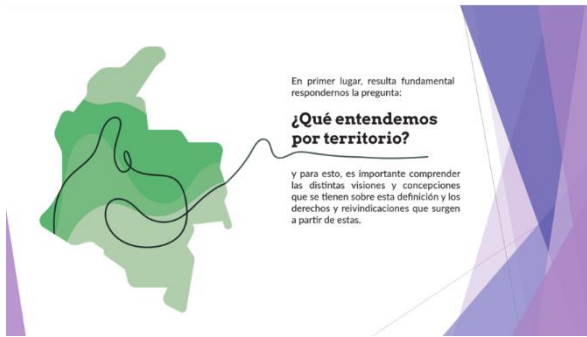 En primer lugar, resulta fundamental
respondernos la pregunta:
¿Qué entendemos
por territorio?
y para esto, es importante comprender
las distintas visiones y concepciones
que se tienen sobre esta definición y los
derechos y reivindicaciones que surgen
a partir de estas.